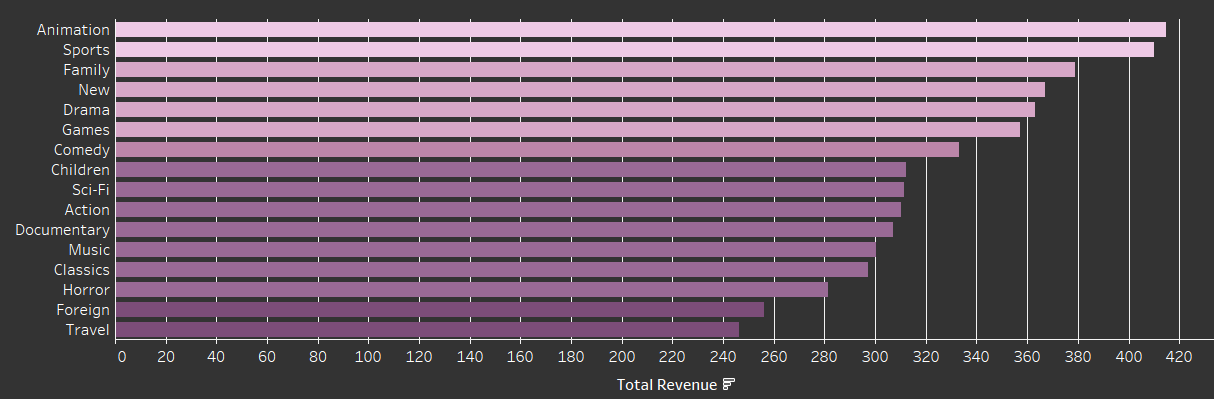 Animation
Sports
Family
New
Drama
Games
Comedy
Children
Sci-Fi
Action
Documentary
Music
Classics
Horror
Foreign
Travel
0 20 40 60 80 100 120 140 160 180 200 220 240 260 280 300 320 340 360 380 400 420
Total Revenue